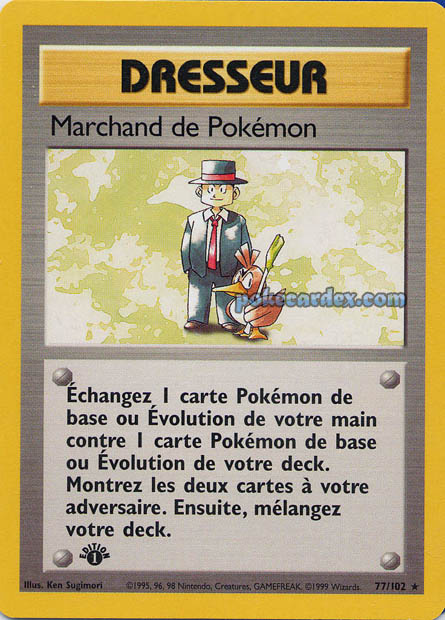 DRESSEUR
Marchand de Pokémon
pokecardex.com
Échangez 1 carte Pokémon de
base ou Évolution de votre main
contre 1 carte Pokémon de base
ou Évolution de votre deck.
Montrez les deux cartes à votre
adversaire. Ensuite, mélangez
votre deck.
EDITION
1
Illus. Ken Sugimori ©1995, 96, 98 Nintendo, Creatures, GAMEFREAK. ©1999 Wizards. 77/102 ★